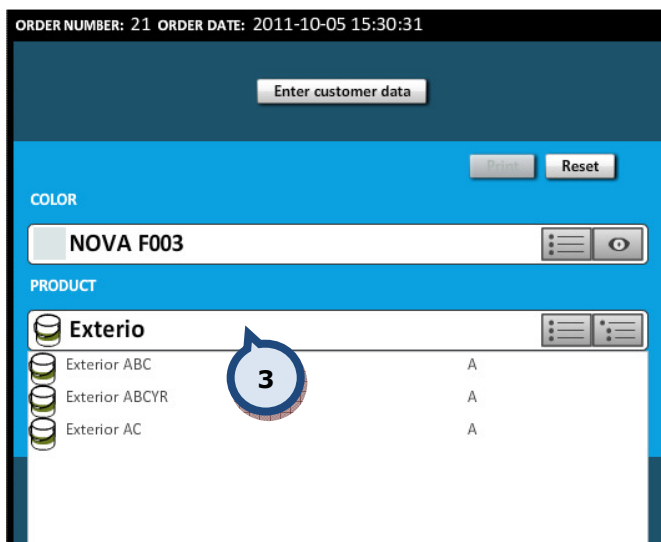 ORDER NUMBER: 21 ORDER DATE: 2011-10-05 15:30:31
Enter customer data
Print Reset
COLOR
NOVA F003
PRODUCT
Exterio
Exterior ABC A
Exterior ABCYR A
Exterior AC A
3